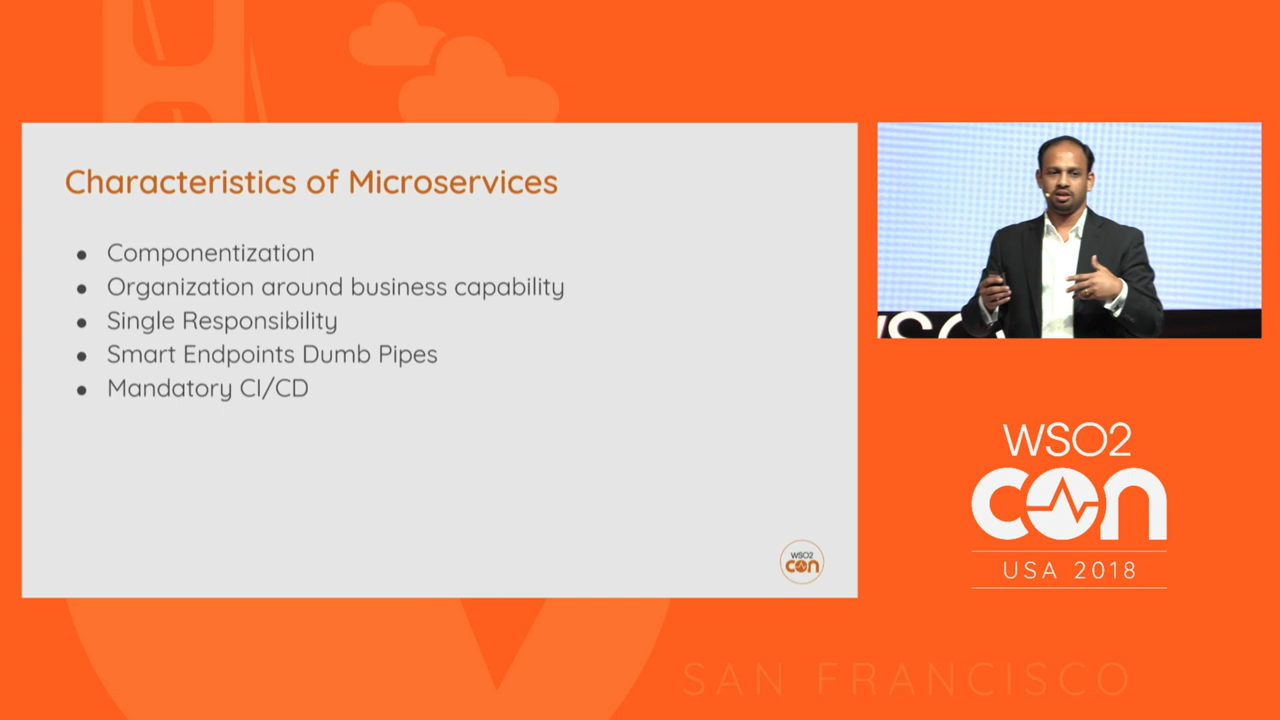 Characteristics of Microservices
● Componentization
● Organization around business capability
● Single Responsibility
● Smart Endpoints Dumb Pipes
● Mandatory CI/CD
WSO2
con
WSO2
con
USA 2018
SAN FRANCISCO